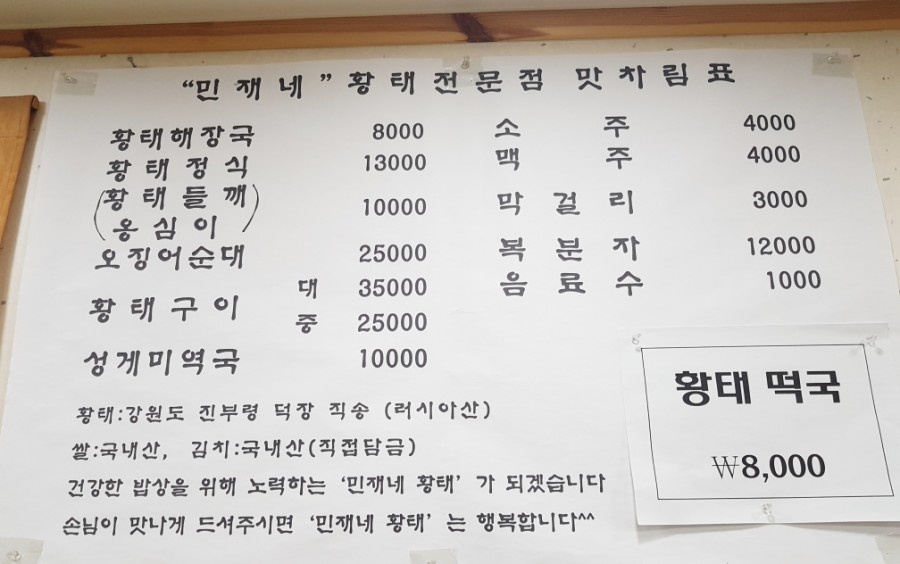 “민재네” 황태전문점 맛차림표
황태해장국 8000
황태정식 13000
(황태들깨
옹심이) 10000
오징어순대 25000
황태구이 대 35000
중 25000
성게미역국 10000
소주 4000
맥주 4000
막걸리 3000
복분자 12000
음료수 1000
황태:강원도 진부령 덕장 직송 (러시아산)
쌀:국내산, 김치:국내산(직접담금)
건강한 밥상을 위해 노력하는 ‘민재네 황태’ 가 되겠습니다
손님이 맛나게 드셔주시면 ‘민재네 황태’ 는 행복합니다^^
황태 떡국
₩8,000